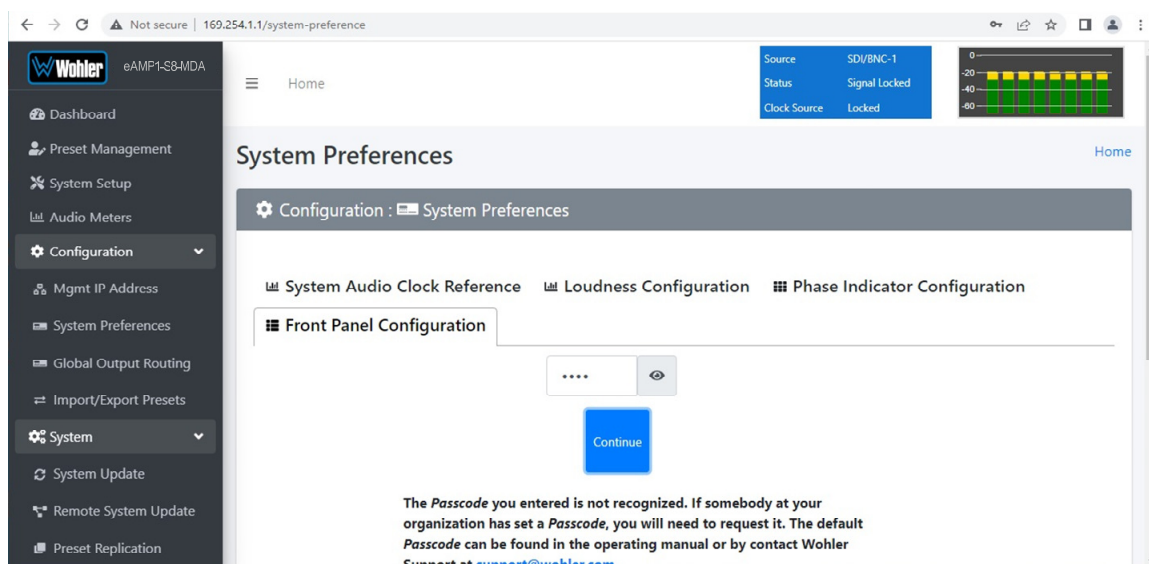 Not secure | 169.254.1.1/system-preference
Wohler eAMP1-S8-MDA
Dashboard
Preset Management
System Setup
Audio Meters
Configuration
Mgmt IP Address
System Preferences
Global Output Routing
Import/Export Presets
System
System Update
Remote System Update
Preset Replication
Home
Source SDI/BNC-1
Status Signal Locked
Clock Source Locked
0
-20
-40
-60
System Preferences
Home
Configuration : System Preferences
System Audio Clock Reference Loudness Configuration Phase Indicator Configuration
Front Panel Configuration
••••
Continue
The Passcode you entered is not recognized. If somebody at your
organization has set a Passcode, you will need to request it. The default
Passcode can be found in the operating manual or by contact Wohler
Support at support@wohler.com